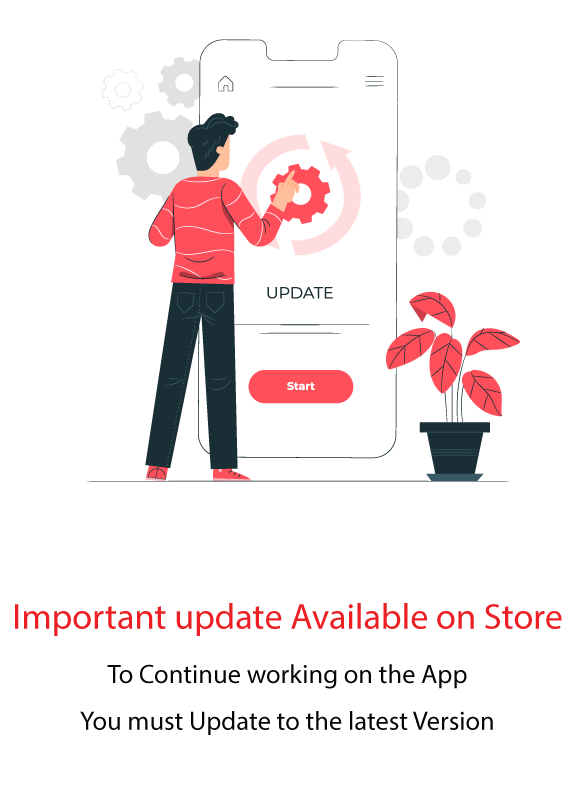 UPDATE
Start
Important update Available on Store
To Continue working on the App
You must Update to the latest Version